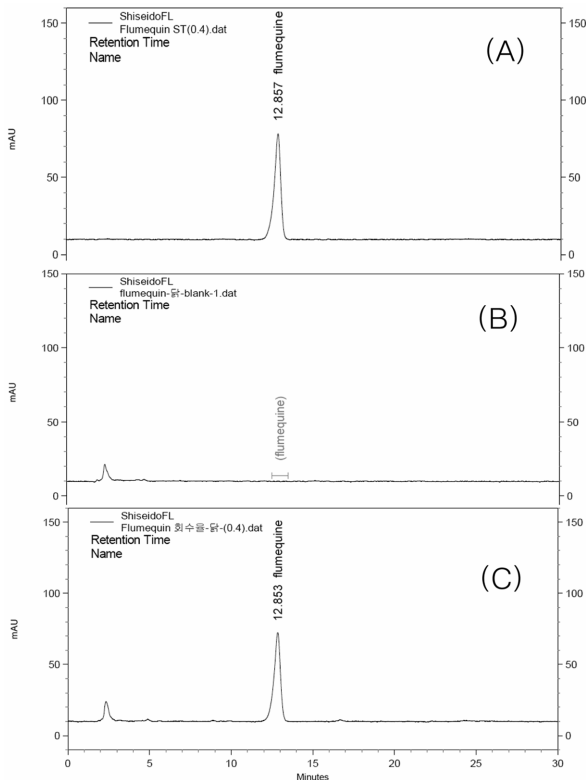 150
100
50
0
mAU
ShiseidoFL
Flumequin ST(0.4).dat
Retention Time
Name
12.857 flumequine
(A)
150
100
50
0
150
100
50
0
mAU
ShiseidoFL
flumequin-닭-blank-1.dat
Retention Time
Name
(flumequine)
(B)
150
100
50
0
150
100
50
0
mAU
ShiseidoFL
Flumequin 회수율-닭-(0.4).dat
Retention Time
Name
12.853 flumequine
(C)
150
100
50
0
0 5 10 15 20 25 30
Minutes